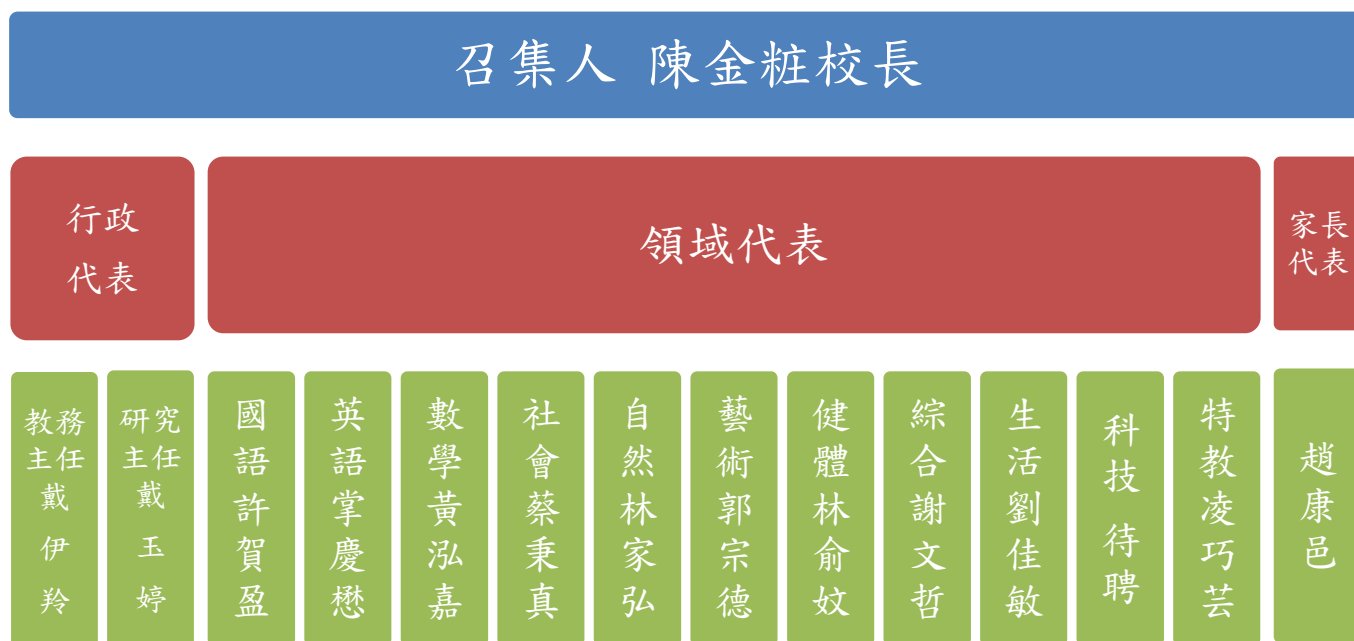 召集人 陳金粧校長
行政
代表
領域代表
家長
代表
教務
主任
戴
伊
羚
研究
主任
戴
玉
婷
國語許賀盈
英語掌慶懋
數學黃泓嘉
社會蔡秉真
自然林家弘
藝術郭宗德
健體林俞妏
綜合謝文哲
生活劉佳敏
科技 待聘
特教凌巧芸
趙康邑